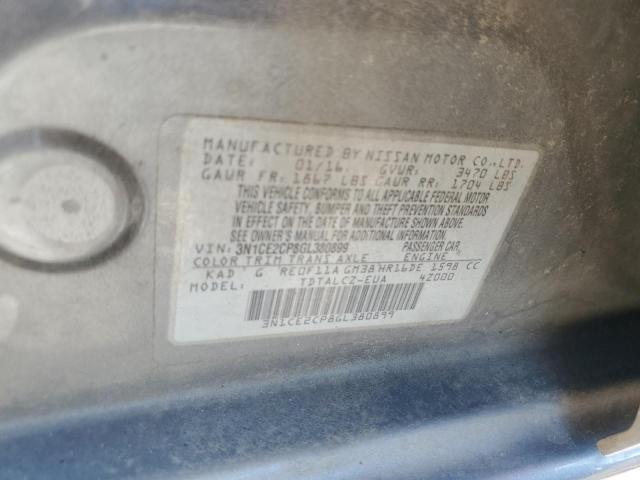 MANUFACTURED BY NISSAN MOTOR CO.,LTD.
DATE: 01/16 GVWR: 3470 LBS
GAWR FR: 1867 LBS GAWR RR: 1704 LBS
THIS VEHICLE CONFORMS TO ALL APPLICABLE FEDERAL MOTOR
VEHICLE SAFETY, BUMPER AND THEFT PREVENTION STANDARDS
IN EFFECT ON THE DATE OF MANUFACTURE SHOWN ABOVE.
SEE OWNER'S MANUAL FOR ADDITIONAL INFORMATION.
VIN: 3N1CE2CP8GL380899 PASSENGER CAR
COLOR TRIM TRANS AXLE ENGINE
KAD G RE0F11A GM38 HR16DE 1598 CC
MODEL: TDTALCZ-EUA 42000
3N1CE2CP8GL380899